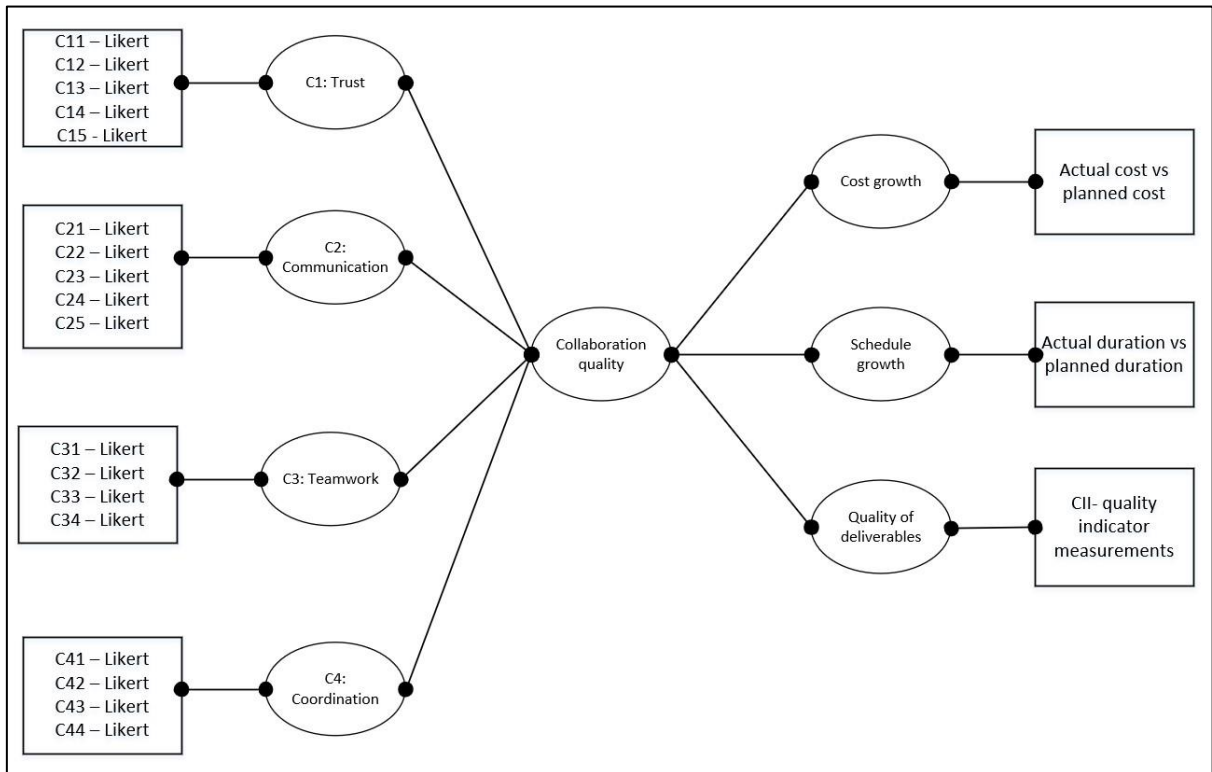 C11 – Likert
C12 – Likert
C13 – Likert
C14 – Likert
C15 - Likert
C1: Trust
C21 – Likert
C22 – Likert
C23 – Likert
C24 – Likert
C25 – Likert
C2:
Communication
C31 – Likert
C32 – Likert
C33 – Likert
C34 – Likert
C3: Teamwork
C41 – Likert
C42 – Likert
C43 – Likert
C44 – Likert
C4:
Coordination
Collaboration
quality
Cost growth
Actual cost vs
planned cost
Schedule
growth
Actual duration vs
planned duration
Quality of
deliverables
CII- quality
indicator
measurements